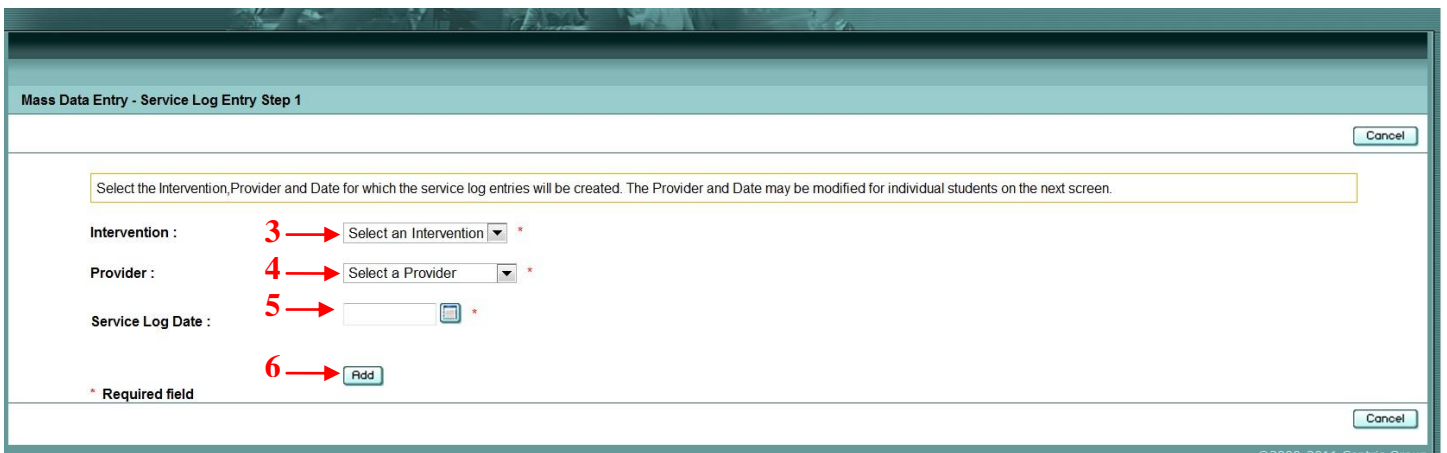 Mass Data Entry - Service Log Entry Step 1
Cancel
Select the Intervention,Provider and Date for which the service log entries will be created. The Provider and Date may be modified for individual students on the next screen.
Intervention : 3 Select an Intervention *
Provider : 4 Select a Provider *
Service Log Date : 5 *
6 Add
* Required field
Cancel